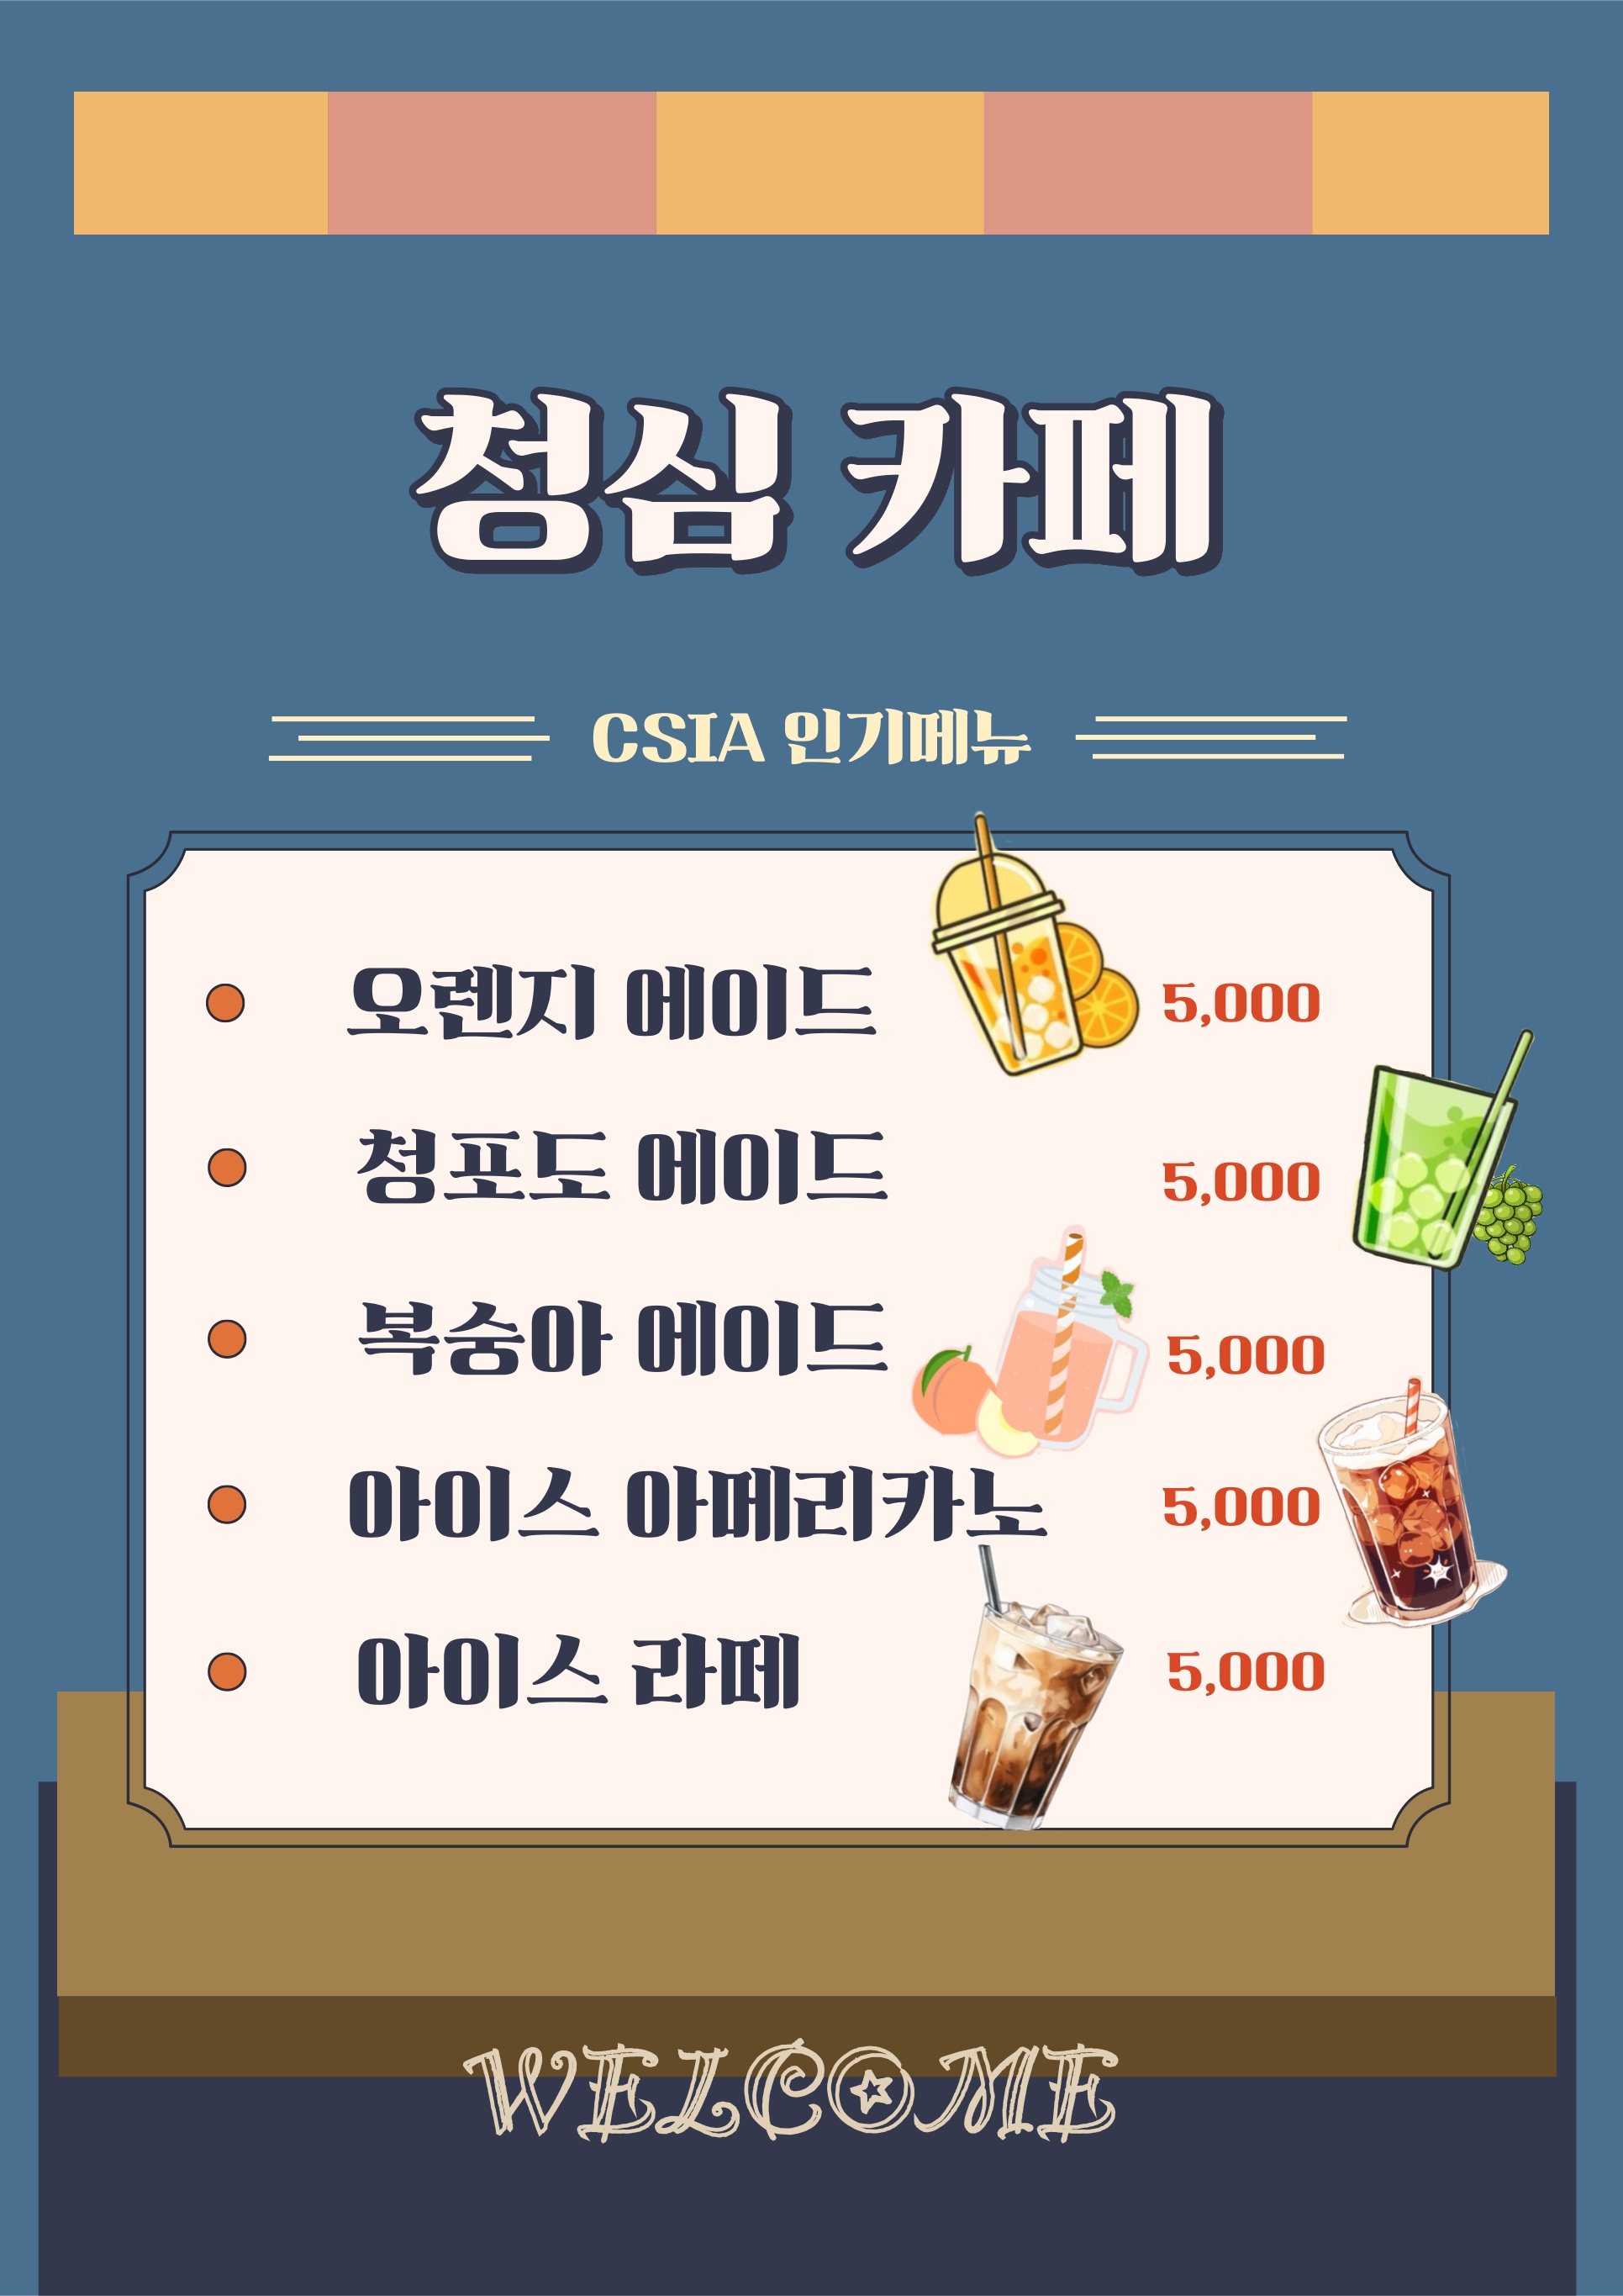 청심 카페
CSIA 인기메뉴
오렌지 에이드 5,000
청포도 에이드 5,000
복숭아 에이드 5,000
아이스 아메리카노 5,000
아이스 라떼 5,000
WELCOME